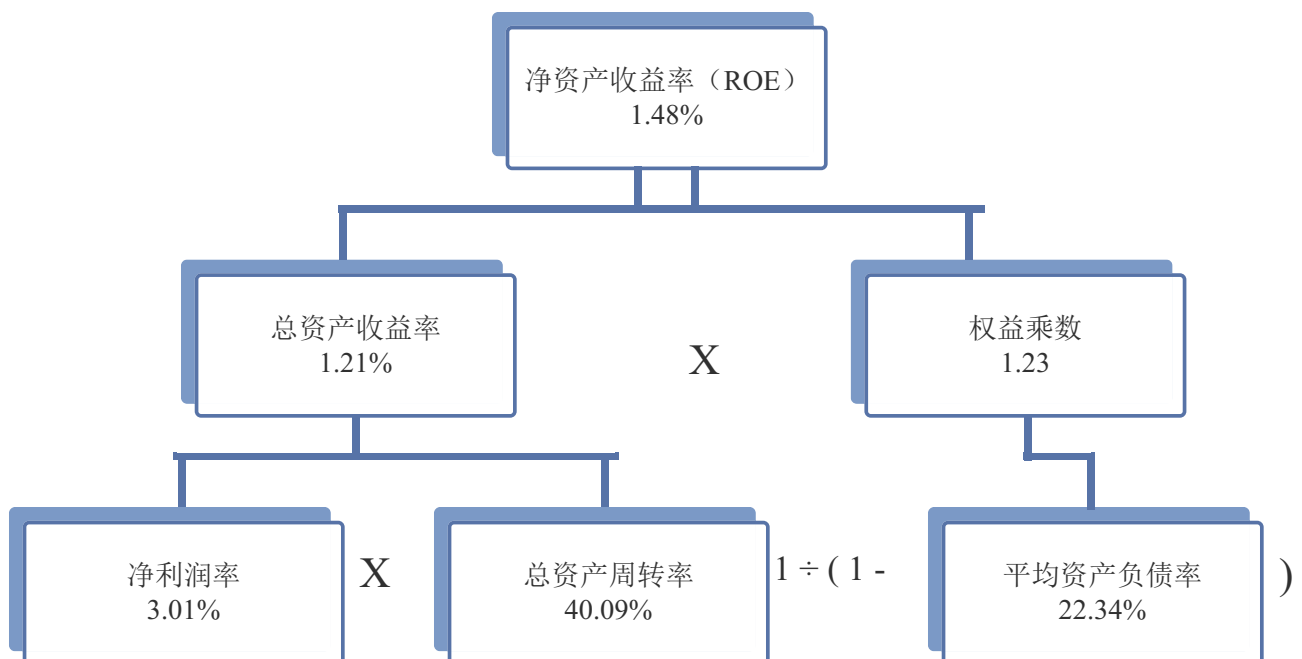 净资产收益率（ROE）
1.48%
总资产收益率
1.21%
X
权益乘数
1.23
净利润率
3.01%
X
总资产周转率
40.09%
1 ÷ ( 1 -
平均资产负债率
22.34%
)